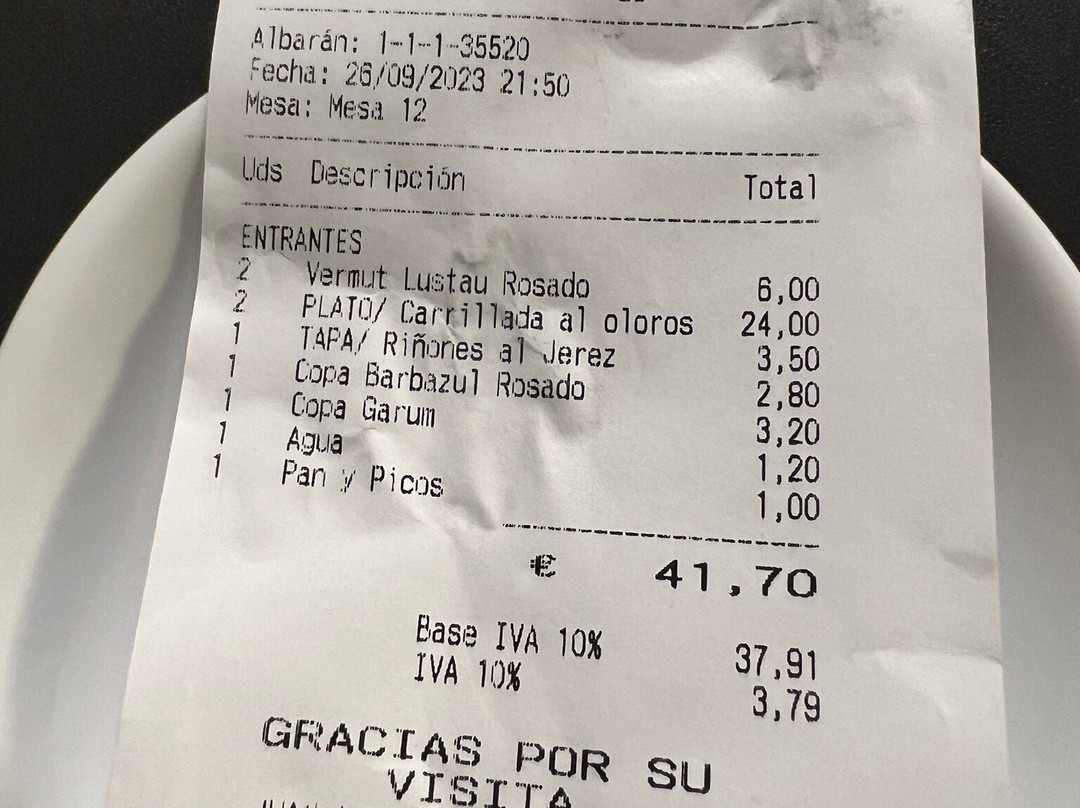 Albarán: 1-1-1-35520
Fecha: 26/09/2023 21:50
Mesa: Mesa 12
Uds Descripción Total
ENTRANTES
2 Vermut Lustau Rosado 6,00
2 PLATO/ Carrillada al oloros 24,00
1 TAPA/ Riñones al Jerez 3,50
1 Copa Barbazul Rosado 2,80
1 Copa Garum 3,20
1 Agua 1,20
1 Pan y Picos 1,00
€ 41,70
Base IVA 10% 37,91
IVA 10% 3,79
GRACIAS POR SU
VISITA